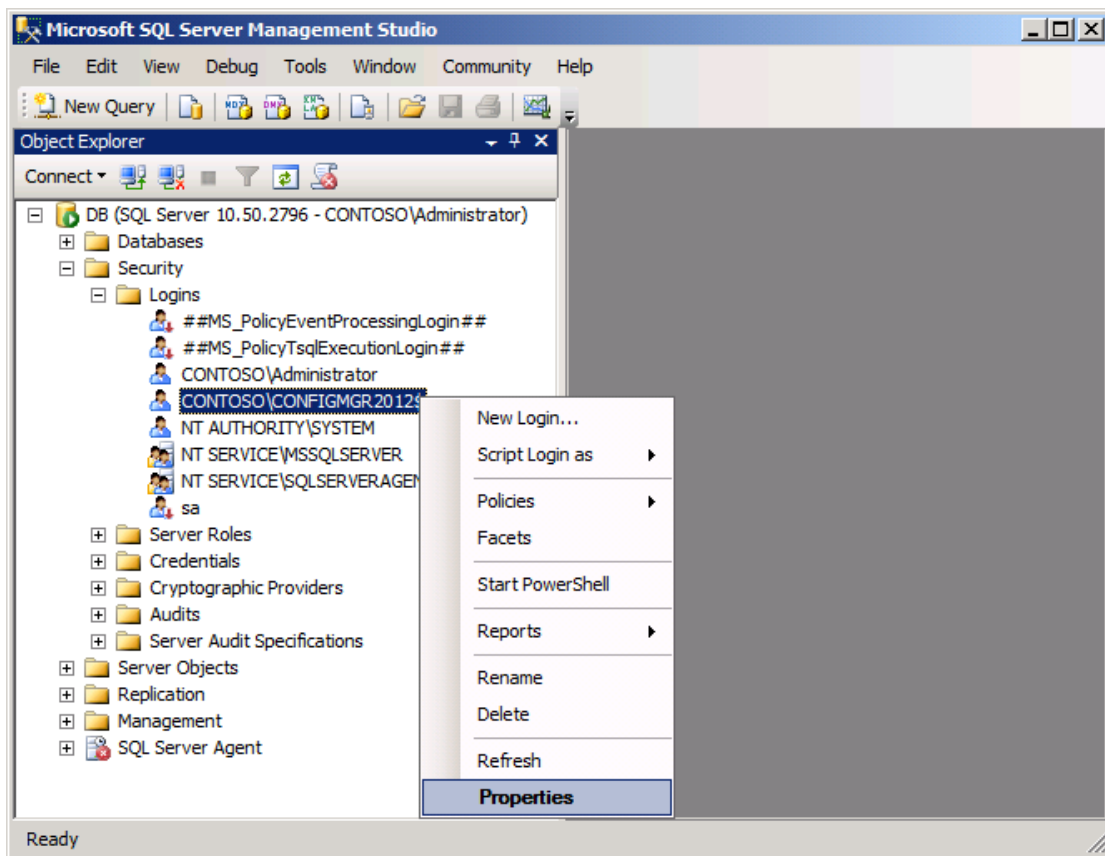 Microsoft SQL Server Management Studio
File Edit View Debug Tools Window Community Help
New Query
Object Explorer
Connect
DB (SQL Server 10.50.2796 - CONTOSO\Administrator)
Databases
Security
Logins
##MS_PolicyEventProcessingLogin##
##MS_PolicyTsqlExecutionLogin##
CONTOSO\Administrator
CONTOSO\CONFIGMGR2012$
NT AUTHORITY\SYSTEM
NT SERVICE\MSSQLSERVER
NT SERVICE\SQLSERVERAGEN
sa
Server Roles
Credentials
Cryptographic Providers
Audits
Server Audit Specifications
Server Objects
Replication
Management
SQL Server Agent
New Login...
Script Login as
Policies
Facets
Start PowerShell
Reports
Rename
Delete
Refresh
Properties
Ready